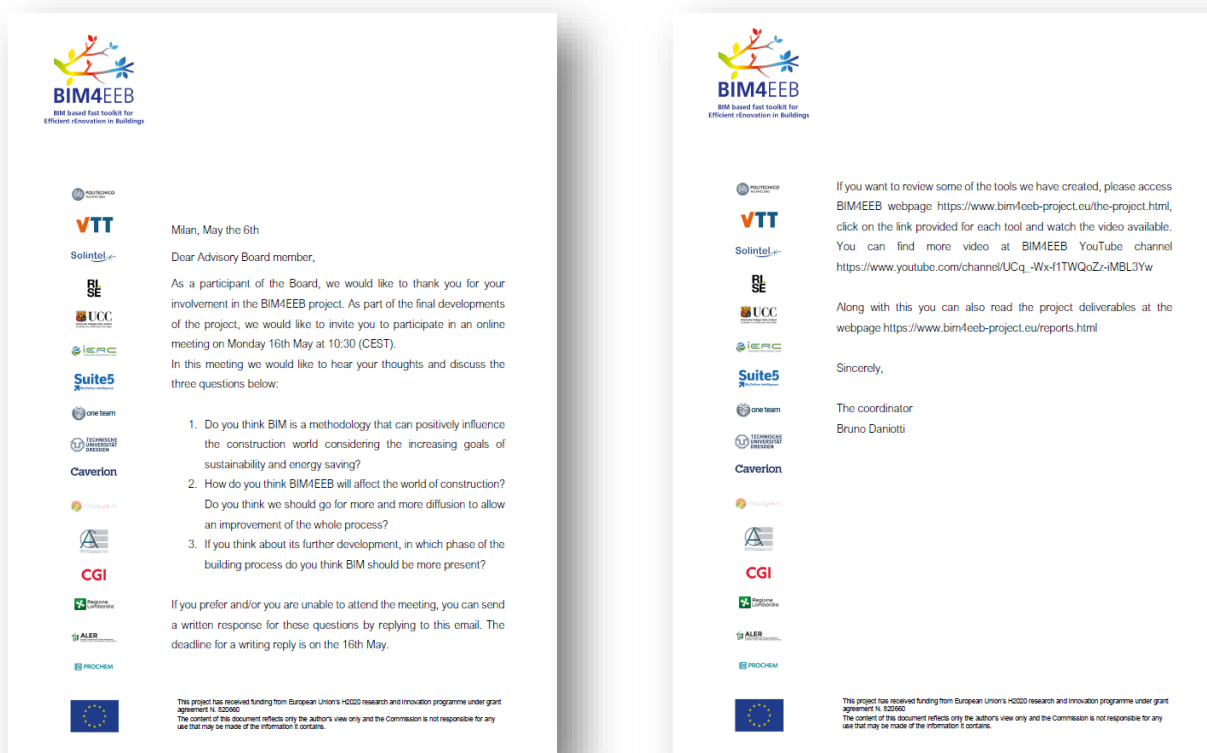 BIM4EEB
BIM based fast toolkit for
Efficient rEnovation in Buildings
POLITECNICO
MILANO 1863
VTT
Solintel
RI.
SE
UCC
iERC
Suite5
one team
TECHNISCHE
UNIVERSITÄT
DRESDEN
Caverion
CGI
Regione
Lombardia
ALER
PROCHEM
Milan, May the 6th
Dear Advisory Board member,
As a participant of the Board, we would like to thank you for your
involvement in the BIM4EEB project. As part of the final developments
of the project, we would like to invite you to participate in an online
meeting on Monday 16th May at 10:30 (CEST).
In this meeting we would like to hear your thoughts and discuss the
three questions below:
1. Do you think BIM is a methodology that can positively influence
the construction world considering the increasing goals of
sustainability and energy saving?
2. How do you think BIM4EEB will affect the world of construction?
Do you think we should go for more and more diffusion to allow
an improvement of the whole process?
3. If you think about its further development, in which phase of the
building process do you think BIM should be more present?
If you prefer and/or you are unable to attend the meeting, you can send
a written response for these questions by replying to this email. The
deadline for a writing reply is on the 16th May.
This project has received funding from European Union's H2020 research and innovation programme under grant
agreement N. 820660
The content of this document reflects only the author's view only and the Commission is not responsible for any
use that may be made of the information it contains.
BIM4EEB
BIM based fast toolkit for
Efficient rEnovation in Buildings
POLITECNICO
MILANO 1863
VTT
Solintel
RI.
SE
UCC
iERC
Suite5
one team
TECHNISCHE
UNIVERSITÄT
DRESDEN
Caverion
CGI
Regione
Lombardia
ALER
PROCHEM
If you want to review some of the tools we have created, please access
BIM4EEB webpage https://www.bim4eeb-project.eu/the-project.html,
click on the link provided for each tool and watch the video available.
You can find more video at BIM4EEB YouTube channel
https://www.youtube.com/channel/UCq_-Wx-f1TWQoZz-iMBL3Yw
Along with this you can also read the project deliverables at the
webpage https://www.bim4eeb-project.eu/reports.html
Sincerely,
The coordinator
Bruno Daniotti
This project has received funding from European Union's H2020 research and innovation programme under grant
agreement N. 820660
The content of this document reflects only the author's view only and the Commission is not responsible for any
use that may be made of the information it contains.